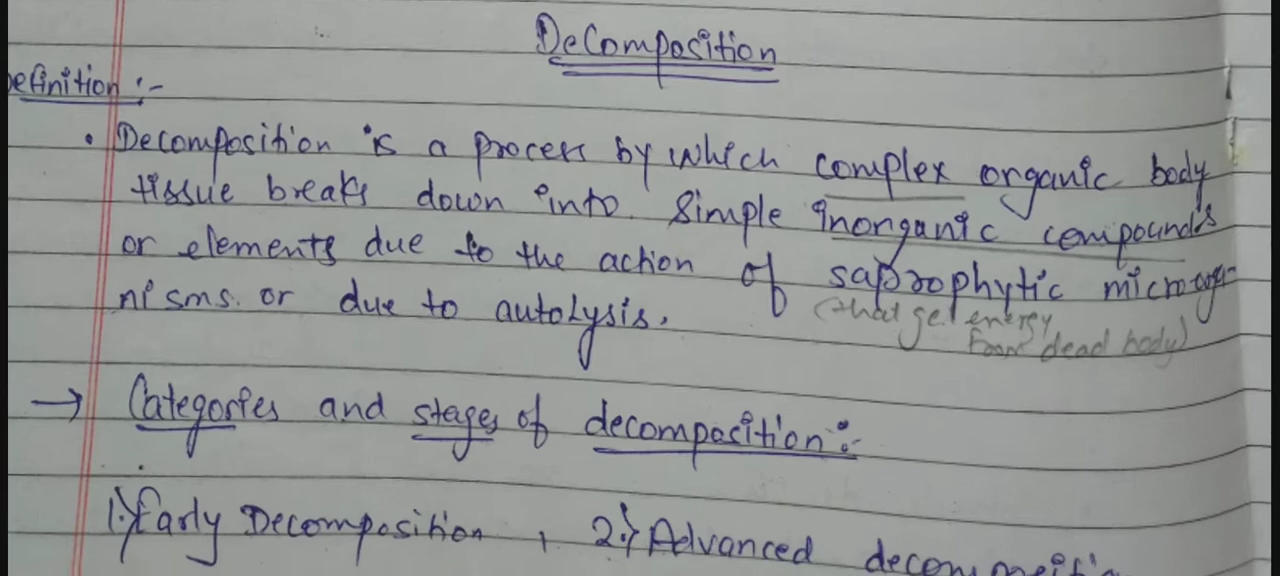 Decomposition
efinition :-
• Decomposition is a process by which complex organic body
tissue breaks down into simple inorganic compounds
or elements due to the action of saprophytic microorga-
nisms. or due to autolysis.
(that get energy
from dead body)
→ Categories and stages of decomposition :-
1.) Early Decomposition , 2.) Advanced decompositio